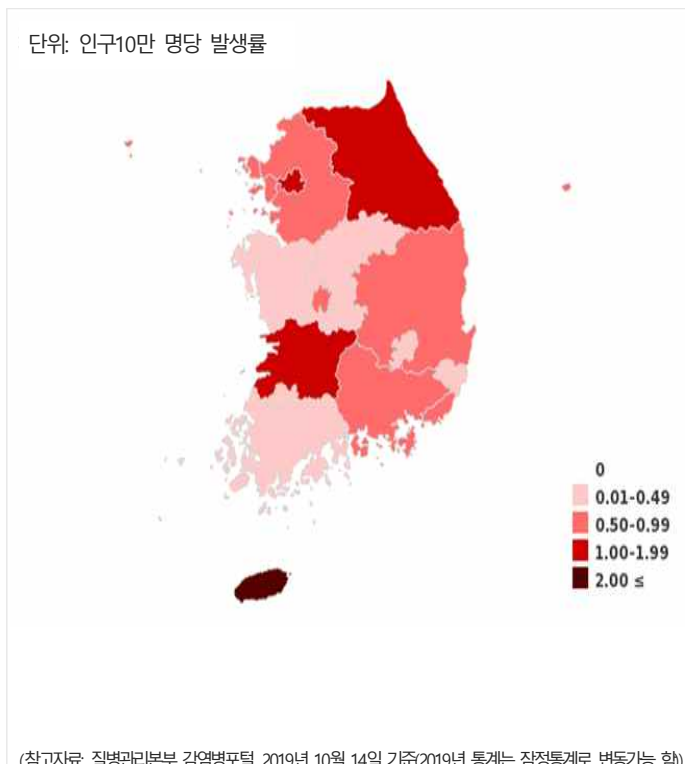 단위: 인구10만 명당 발생률
0
0.01-0.49
0.50-0.99
1.00-1.99
2.00 ≤
(참고자료: 질병관리본부 감염병포털, 2019년 10월 14일 기준(2019년 통계는 잠정통계로 변동가능 함))